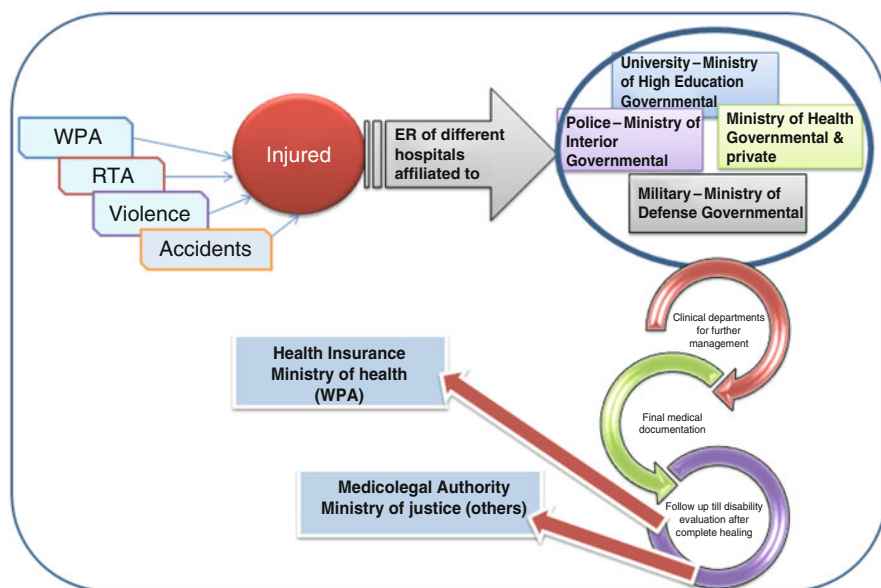 WPA
RTA
Violence
Accidents
Injured
ER of different
hospitals
affiliated to
University – Ministry
of High Education
Governmental
Police – Ministry of
Interior
Governmental
Ministry of Health
Governmental &
private
Military – Ministry of
Defense Governmental
Clinical departments
for further
management
Final medical
documentation
Follow up till disability
evaluation after
complete healing
Health Insurance
Ministry of health
(WPA)
Medicolegal Authority
Ministry of justice (others)